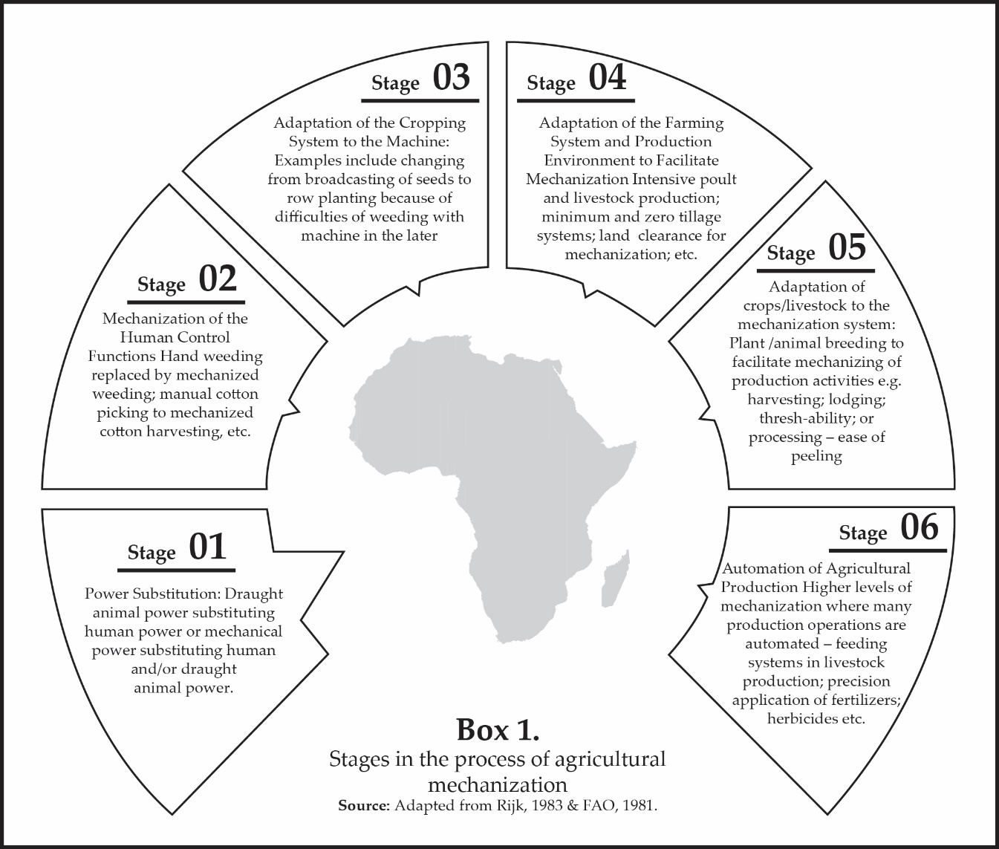 Stage 01
Power Substitution: Draught
animal power substituting
human power or mechanical
power substituting human
and/or draught
animal power.
Stage 02
Mechanization of the
Human Control
Functions Hand weeding
replaced by mechanized
weeding; manual cotton
picking to mechanized
cotton harvesting, etc.
Stage 03
Adaptation of the Cropping
System to the Machine:
Examples include changing
from broadcasting of seeds to
row planting because of
difficulties of weeding with
machine in the later
Stage 04
Adaptation of the Farming
System and Production
Environment to Facilitate
Mechanization Intensive poult
and livestock production;
minimum and zero tillage
systems; land clearance for
mechanization; etc.
Stage 05
Adaptation of
crops/livestock to the
mechanization system:
Plant /animal breeding to
facilitate mechanizing of
production activities e.g.
harvesting; lodging;
thresh-ability; or
processing – ease of
peeling
Stage 06
Automation of Agricultural
Production Higher levels of
mechanization where many
production operations are
automated – feeding
systems in livestock
production; precision
application of fertilizers;
herbicides etc.
Box 1.
Stages in the process of agricultural
mechanization
Source: Adapted from Rijk, 1983 & FAO, 1981.